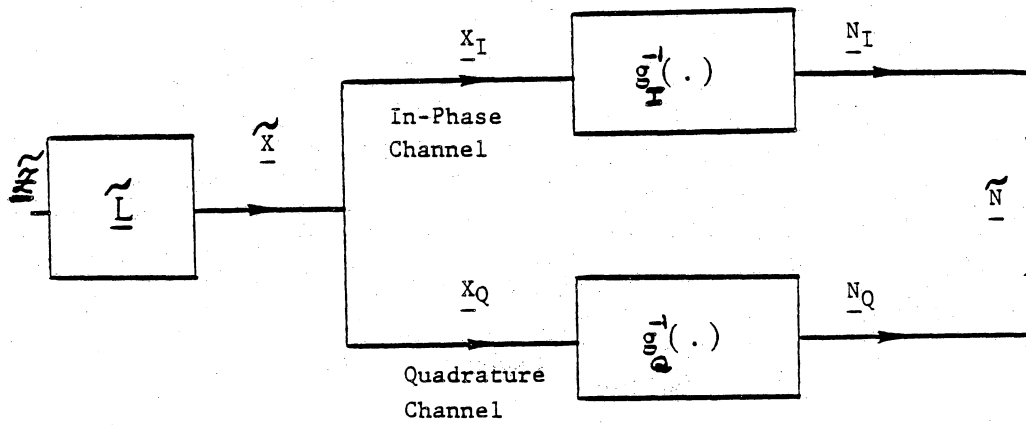 X_I
N_I
(.)
In-Phase
Channel
X̃
L̃
Ñ
X_Q
N_Q
(.)
Quadrature
Channel